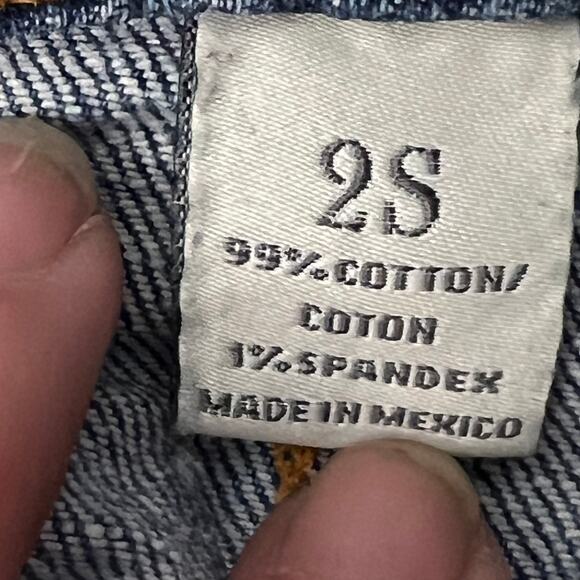 2S
99% COTTON/
COTON
1% SPANDEX
MADE IN MEXICO